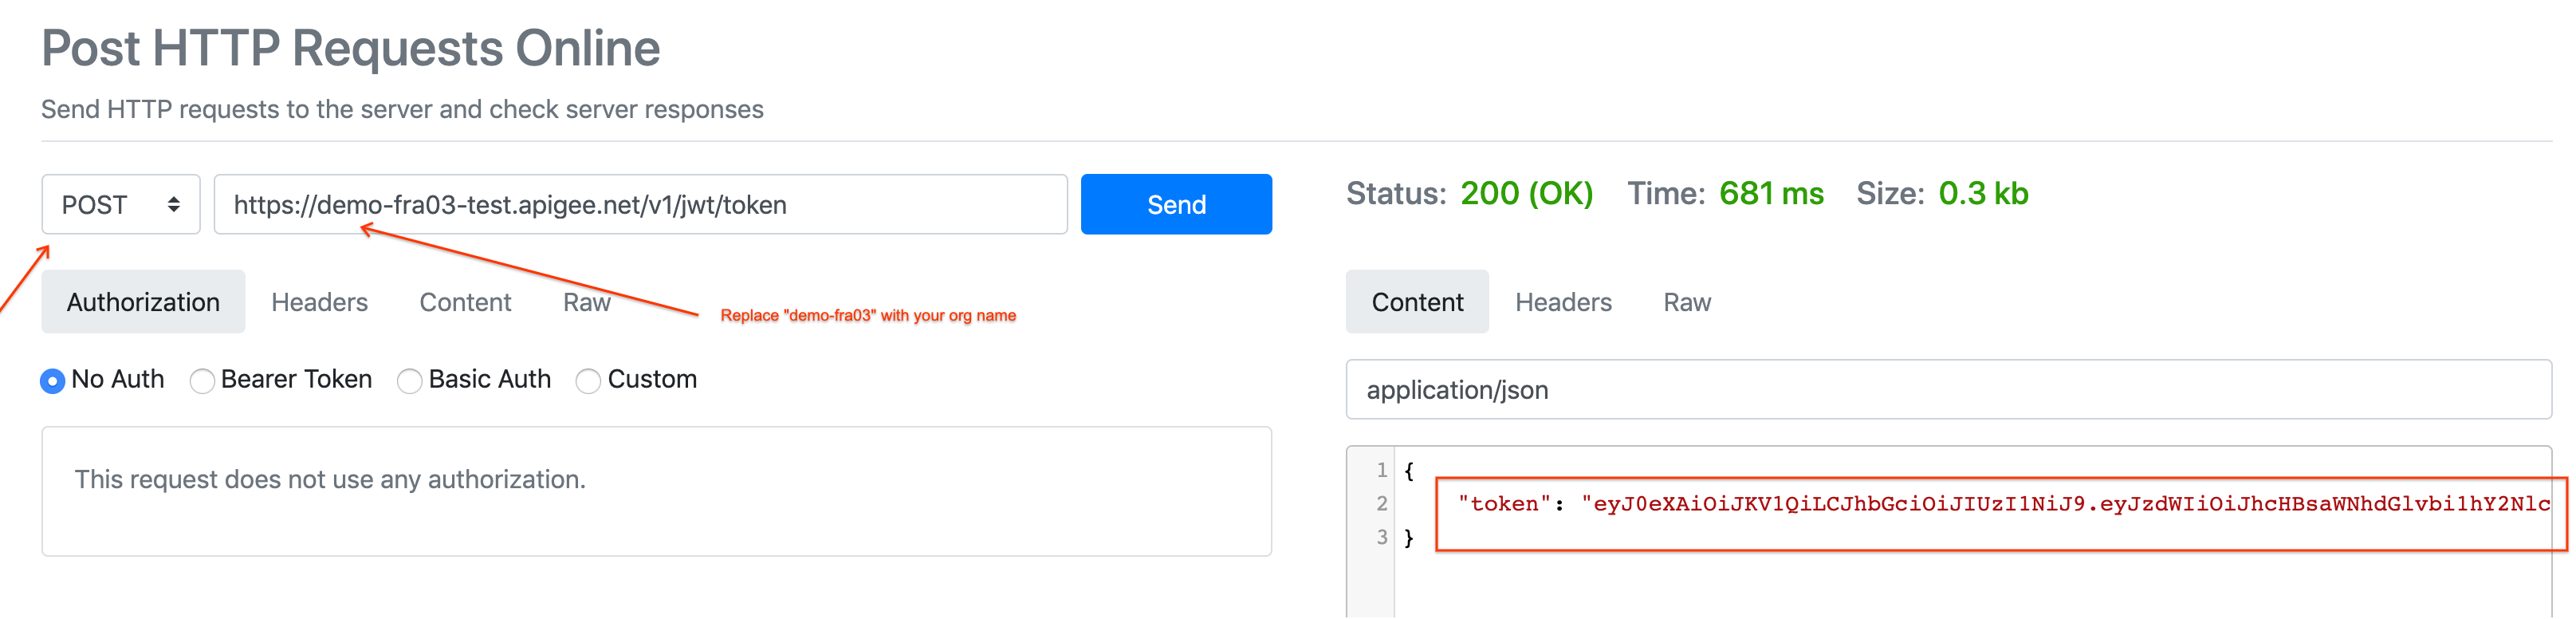 Post HTTP Requests Online
Send HTTP requests to the server and check server responses
POST https://demo-fra03-test.apigee.net/v1/jwt/token Send
Authorization Headers Content Raw
Replace "demo-fra03" with your org name
No Auth Bearer Token Basic Auth Custom
This request does not use any authorization.
Status: 200 (OK) Time: 681 ms Size: 0.3 kb
Content Headers Raw
application/json
1 {
2 "token": "eyJ0eXAiOiJKV1QiLCJhbGciOiJIUzI1NiJ9.eyJzdWIiOiJhcHBsaWNhdGlvbi1hY2Nlc
3 }